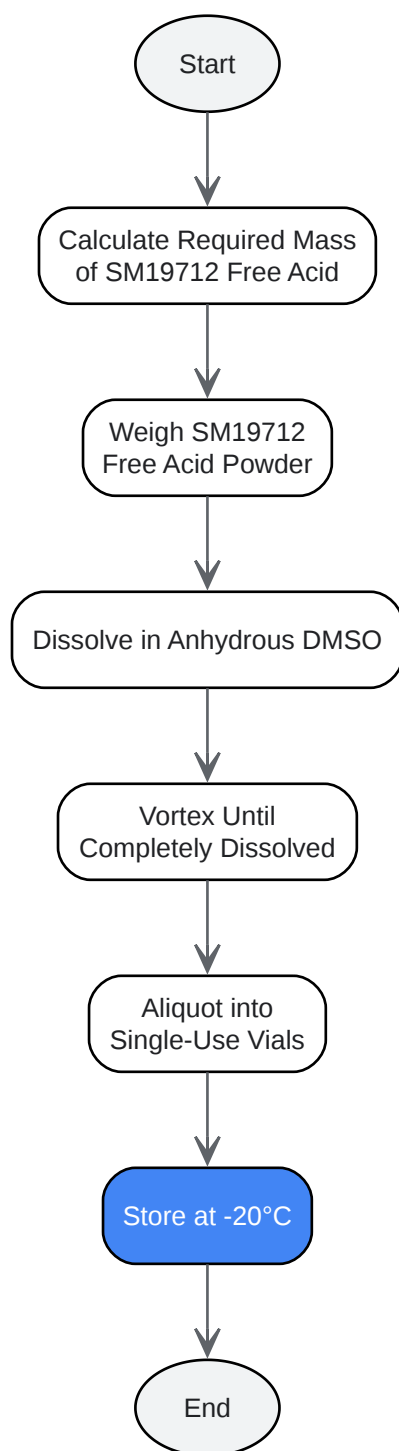 Start
Calculate Required Mass
of SM19712 Free Acid
Weigh SM19712
Free Acid Powder
Dissolve in Anhydrous DMSO
Vortex Until
Completely Dissolved
Aliquot into
Single-Use Vials
Store at -20°C
End